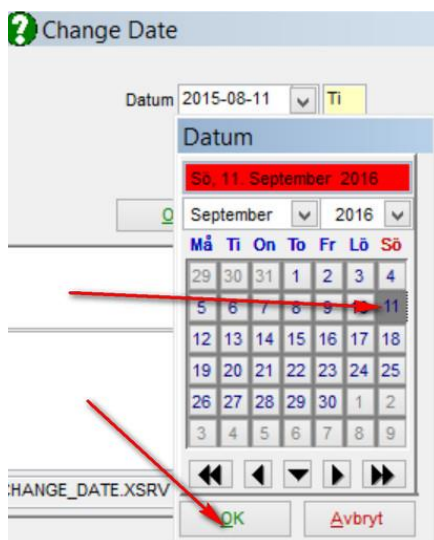 Change Date
Datum 2015-08-11 Ti
Datum
Sö, 11. September 2016
O
September 2016
Må Ti On To Fr Lö Sö
29 30 31 1 2 3 4
5 6 7 8 9 10 11
12 13 14 15 16 17 18
19 20 21 22 23 24 25
26 27 28 29 30 1 2
3 4 5 6 7 8 9
CHANGE_DATE.XSRV
OK Avbryt